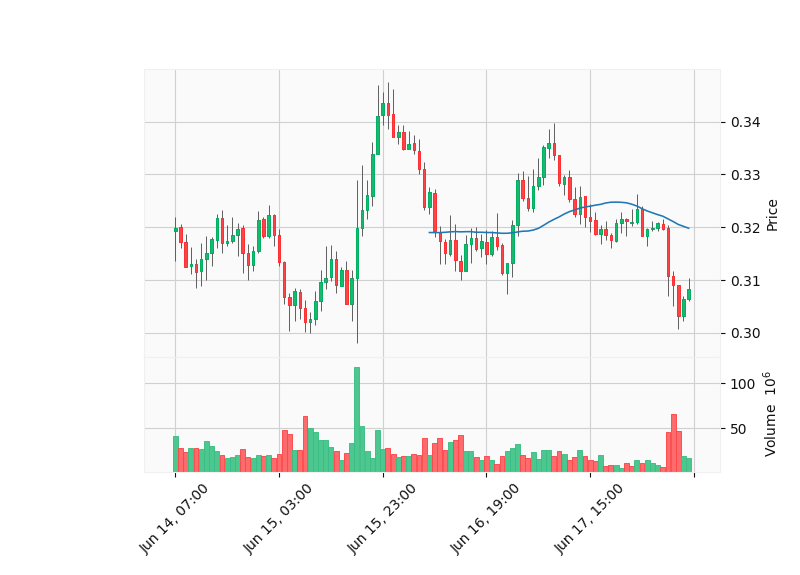 0.34
0.33
0.32
0.31
0.30
Price
100
50
Volume 10^6
Jun 14, 07:00
Jun 15, 03:00
Jun 15, 23:00
Jun 16, 19:00
Jun 17, 15:00